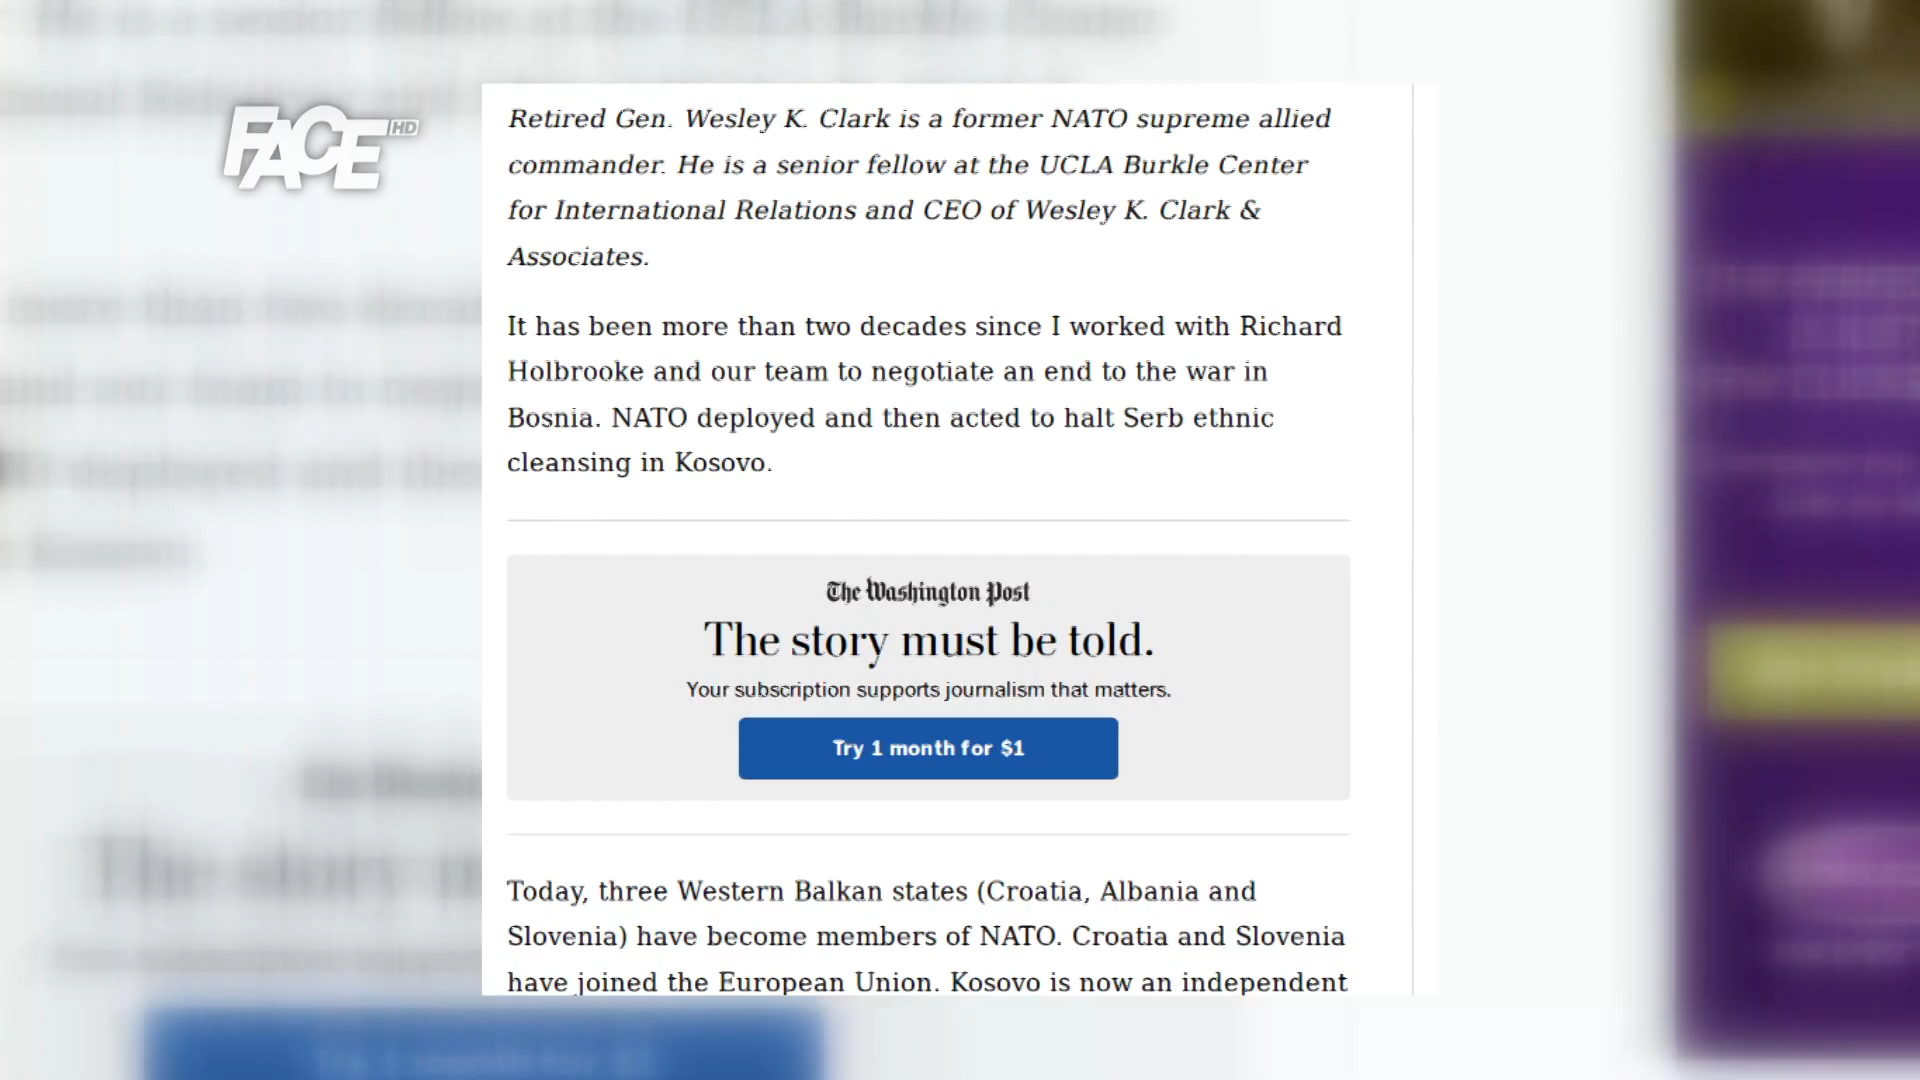 FACE HD
Retired Gen. Wesley K. Clark is a former NATO supreme allied
commander. He is a senior fellow at the UCLA Burkle Center
for International Relations and CEO of Wesley K. Clark &
Associates.
It has been more than two decades since I worked with Richard
Holbrooke and our team to negotiate an end to the war in
Bosnia. NATO deployed and then acted to halt Serb ethnic
cleansing in Kosovo.
The Washington Post
The story must be told.
Your subscription supports journalism that matters.
Try 1 month for $1
Today, three Western Balkan states (Croatia, Albania and
Slovenia) have become members of NATO. Croatia and Slovenia
have joined the European Union. Kosovo is now an independent